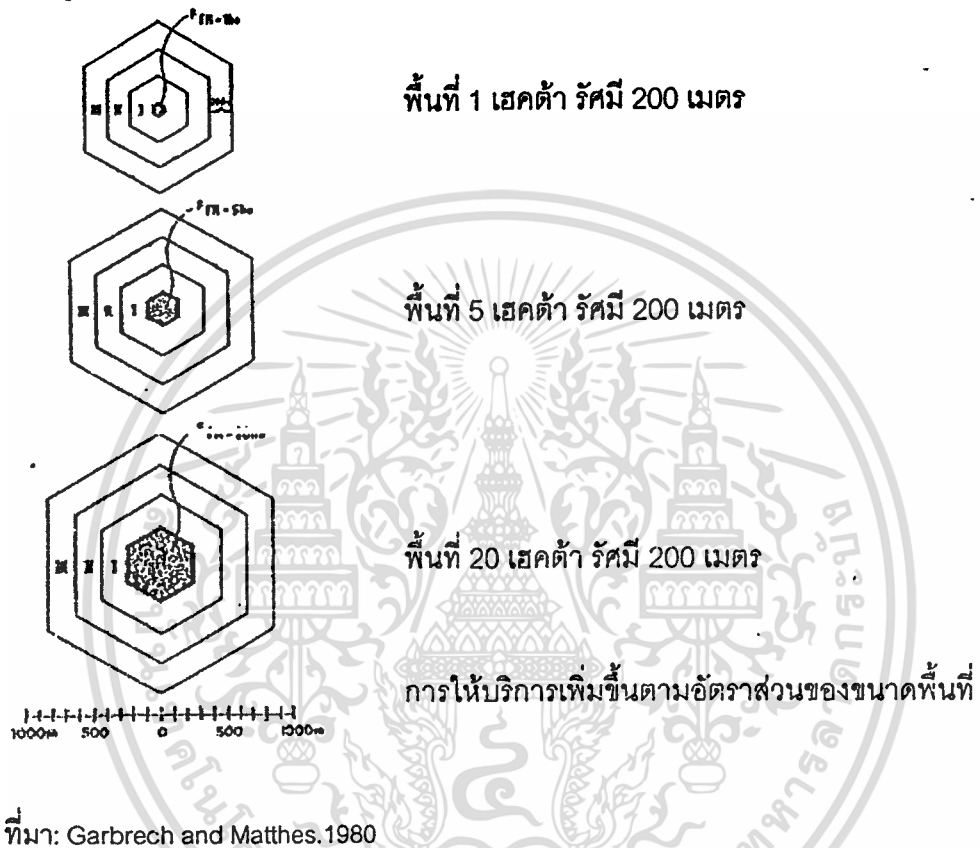 พื้นที่ 1 เฮคต้า รัศมี 200 เมตร
พื้นที่ 5 เฮคต้า รัศมี 200 เมตร
พื้นที่ 20 เฮคต้า รัศมี 200 เมตร
การให้บริการเพิ่มขึ้นตามอัตราส่วนของขนาดพื้นที่
1000m 500 0 500 1000m
ที่มา: Garbrech and Matthes.1980